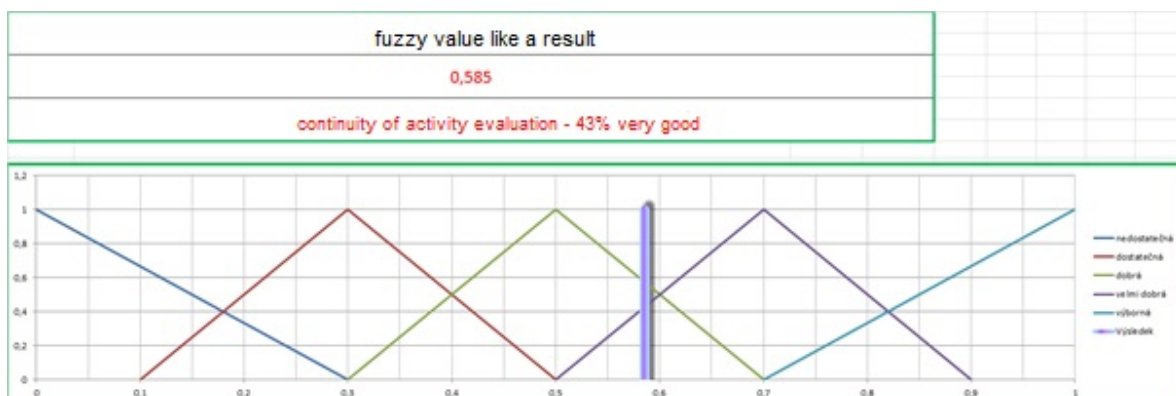 fuzzy value like a result
0,585
continuity of activity evaluation - 43% very good
1,2
1
0,8
0,6
0,4
0,2
0
0 0,1 0,2 0,3 0,4 0,5 0,6 0,7 0,8 0,9 1
nedostatečná
dostatečná
dobrá
velmi dobrá
výborná
Výsledek